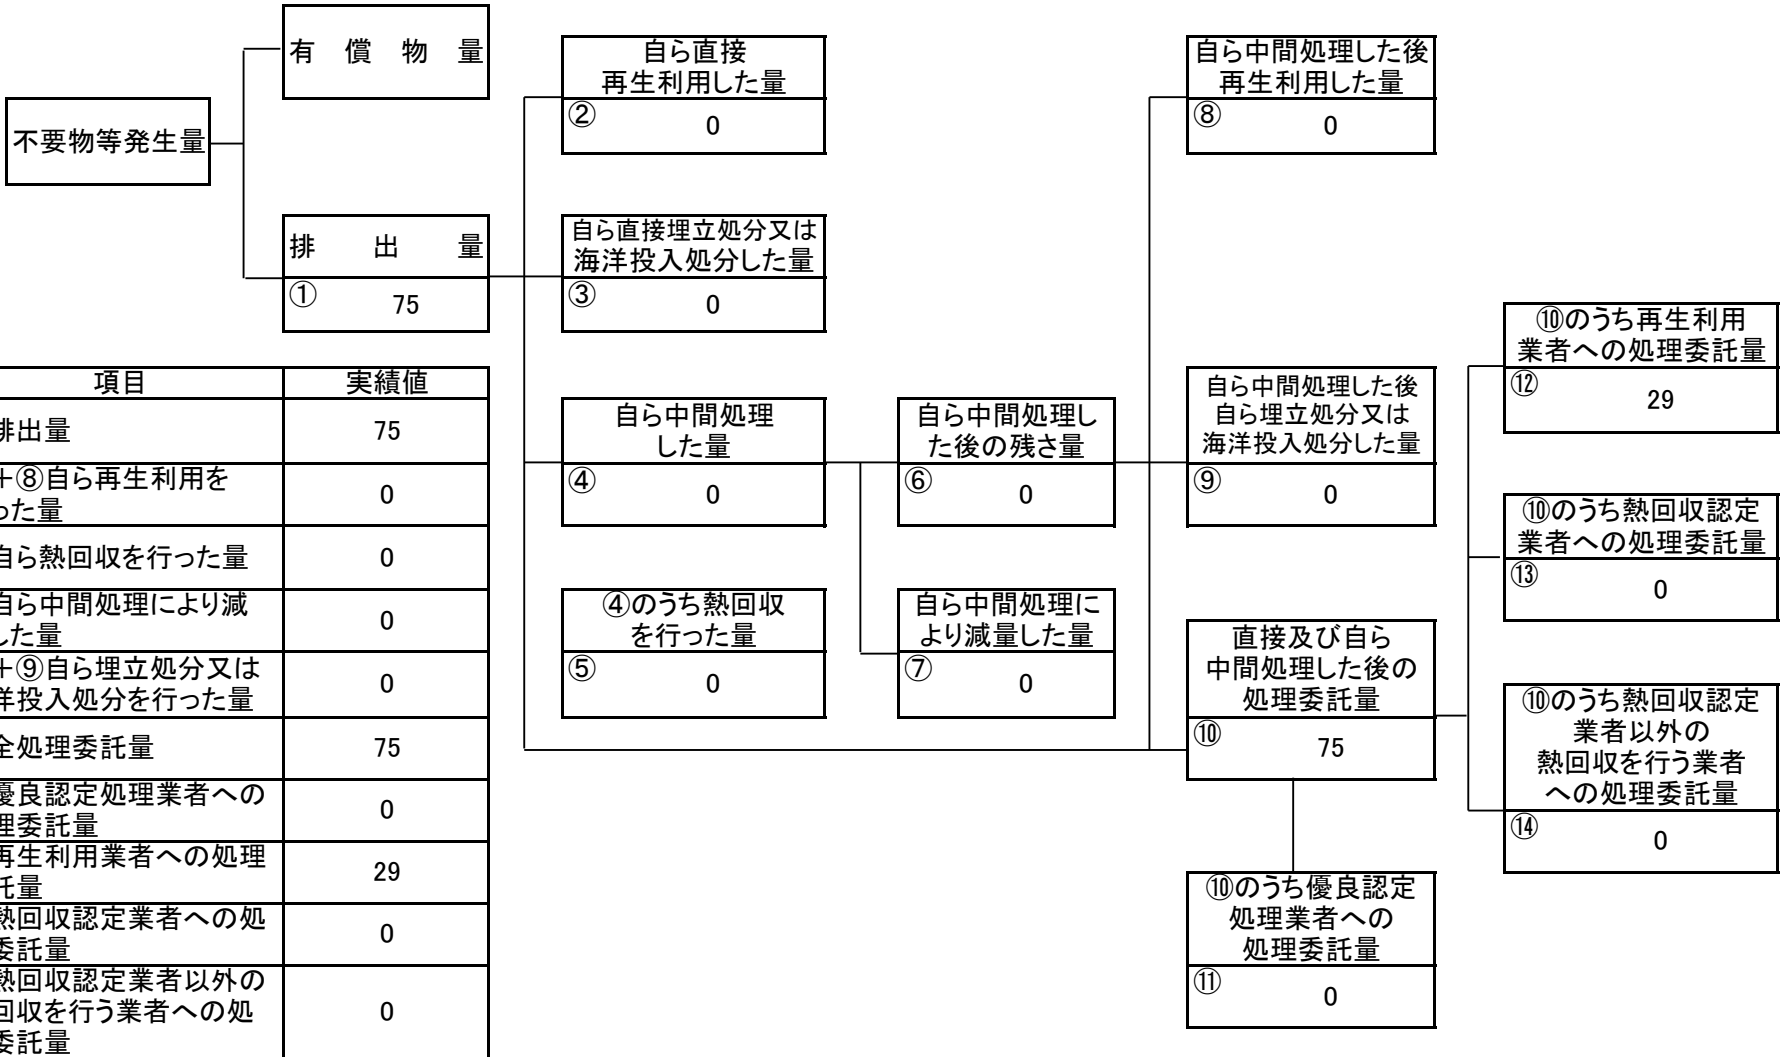 有償物量
不要物等発生量
排出量
①
75
自ら直接
再生利用した量
②
0
自ら直接埋立処分又は
海洋投入処分した量
③
0
自ら中間処理
した量
④
0
④のうち熱回収
を行った量
⑤
0
自ら中間処理し
た後の残さ量
⑥
0
自ら中間処理に
より減量した量
⑦
0
自ら中間処理した後
再生利用した量
⑧
0
自ら中間処理した後
自ら埋立処分又は
海洋投入処分した量
⑨
0
直接及び自ら
中間処理した後の
処理委託量
⑩
75
⑩のうち優良認定
処理業者への
処理委託量
⑪
0
⑩のうち再生利用
業者への処理委託量
⑫
29
⑩のうち熱回収認定
業者への処理委託量
⑬
0
⑩のうち熱回収認定
業者以外の
熱回収を行う業者
への処理委託量
⑭
0
項目 実績値
排出量 75
+⑧自ら再生利用を
った量 0
自ら熱回収を行った量 0
自ら中間処理により減
した量 0
+⑨自ら埋立処分又は
洋投入処分を行った量 0
全処理委託量 75
優良認定処理業者への
理委託量 0
再生利用業者への処理
託量 29
熱回収認定業者への処
委託量 0
熱回収認定業者以外の
回収を行う業者への処
委託量 0